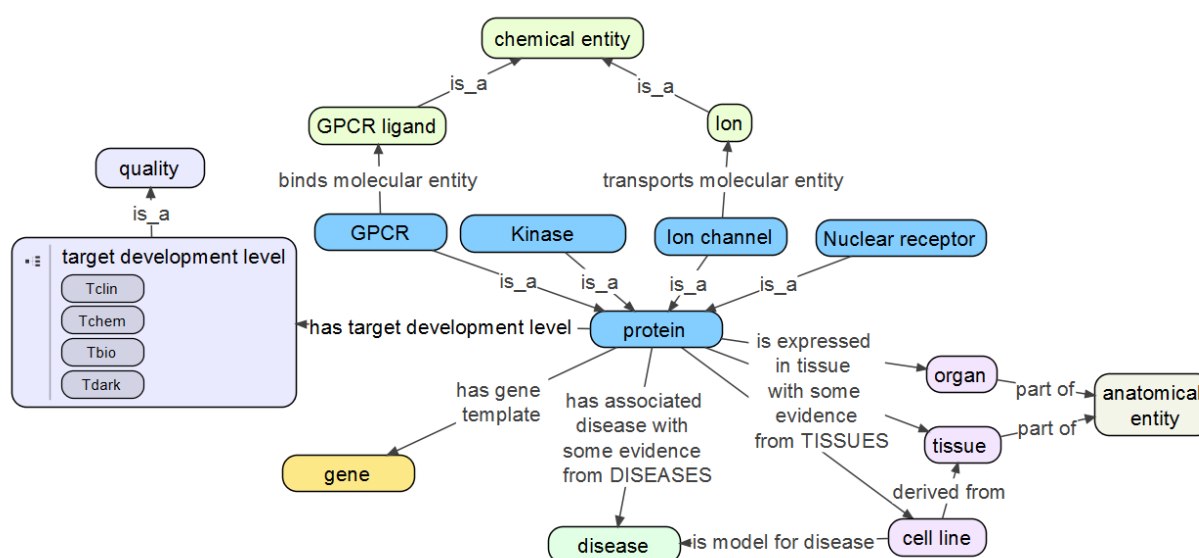 chemical entity
is_a
is_a
GPCR ligand
Ion
quality
binds molecular entity
transports molecular entity
is_a
GPCR
Kinase
Ion channel
Nuclear receptor
target development level
Tclin
Tchem
Tbio
Tdark
is_a
is_a
is_a
is_a
has target development level
protein
is expressed
in tissue
with some
evidence
from TISSUES
organ
part of
anatomical
entity
has gene
template
has associated
disease with
some evidence
from DISEASES
tissue
part of
gene
derived from
disease
is model for disease
cell line